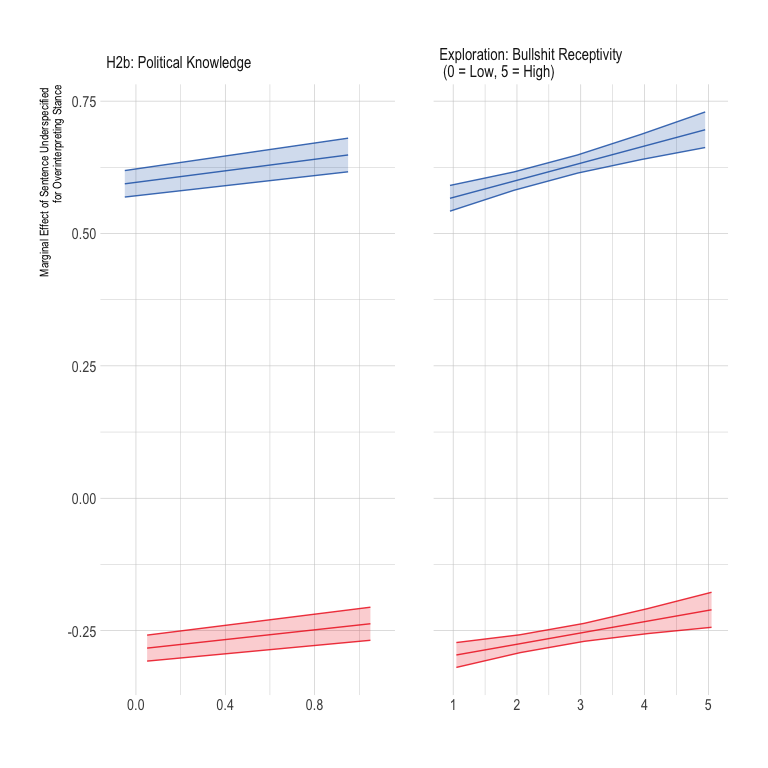 H2b: Political Knowledge
Exploration: Bullshit Receptivity
(0 = Low, 5 = High)
Marginal Effect of Sentence Underspecified
for Overinterpreting Stance
0.75
0.50
0.25
0.00
-0.25
0.0 0.4 0.8
1 2 3 4 5